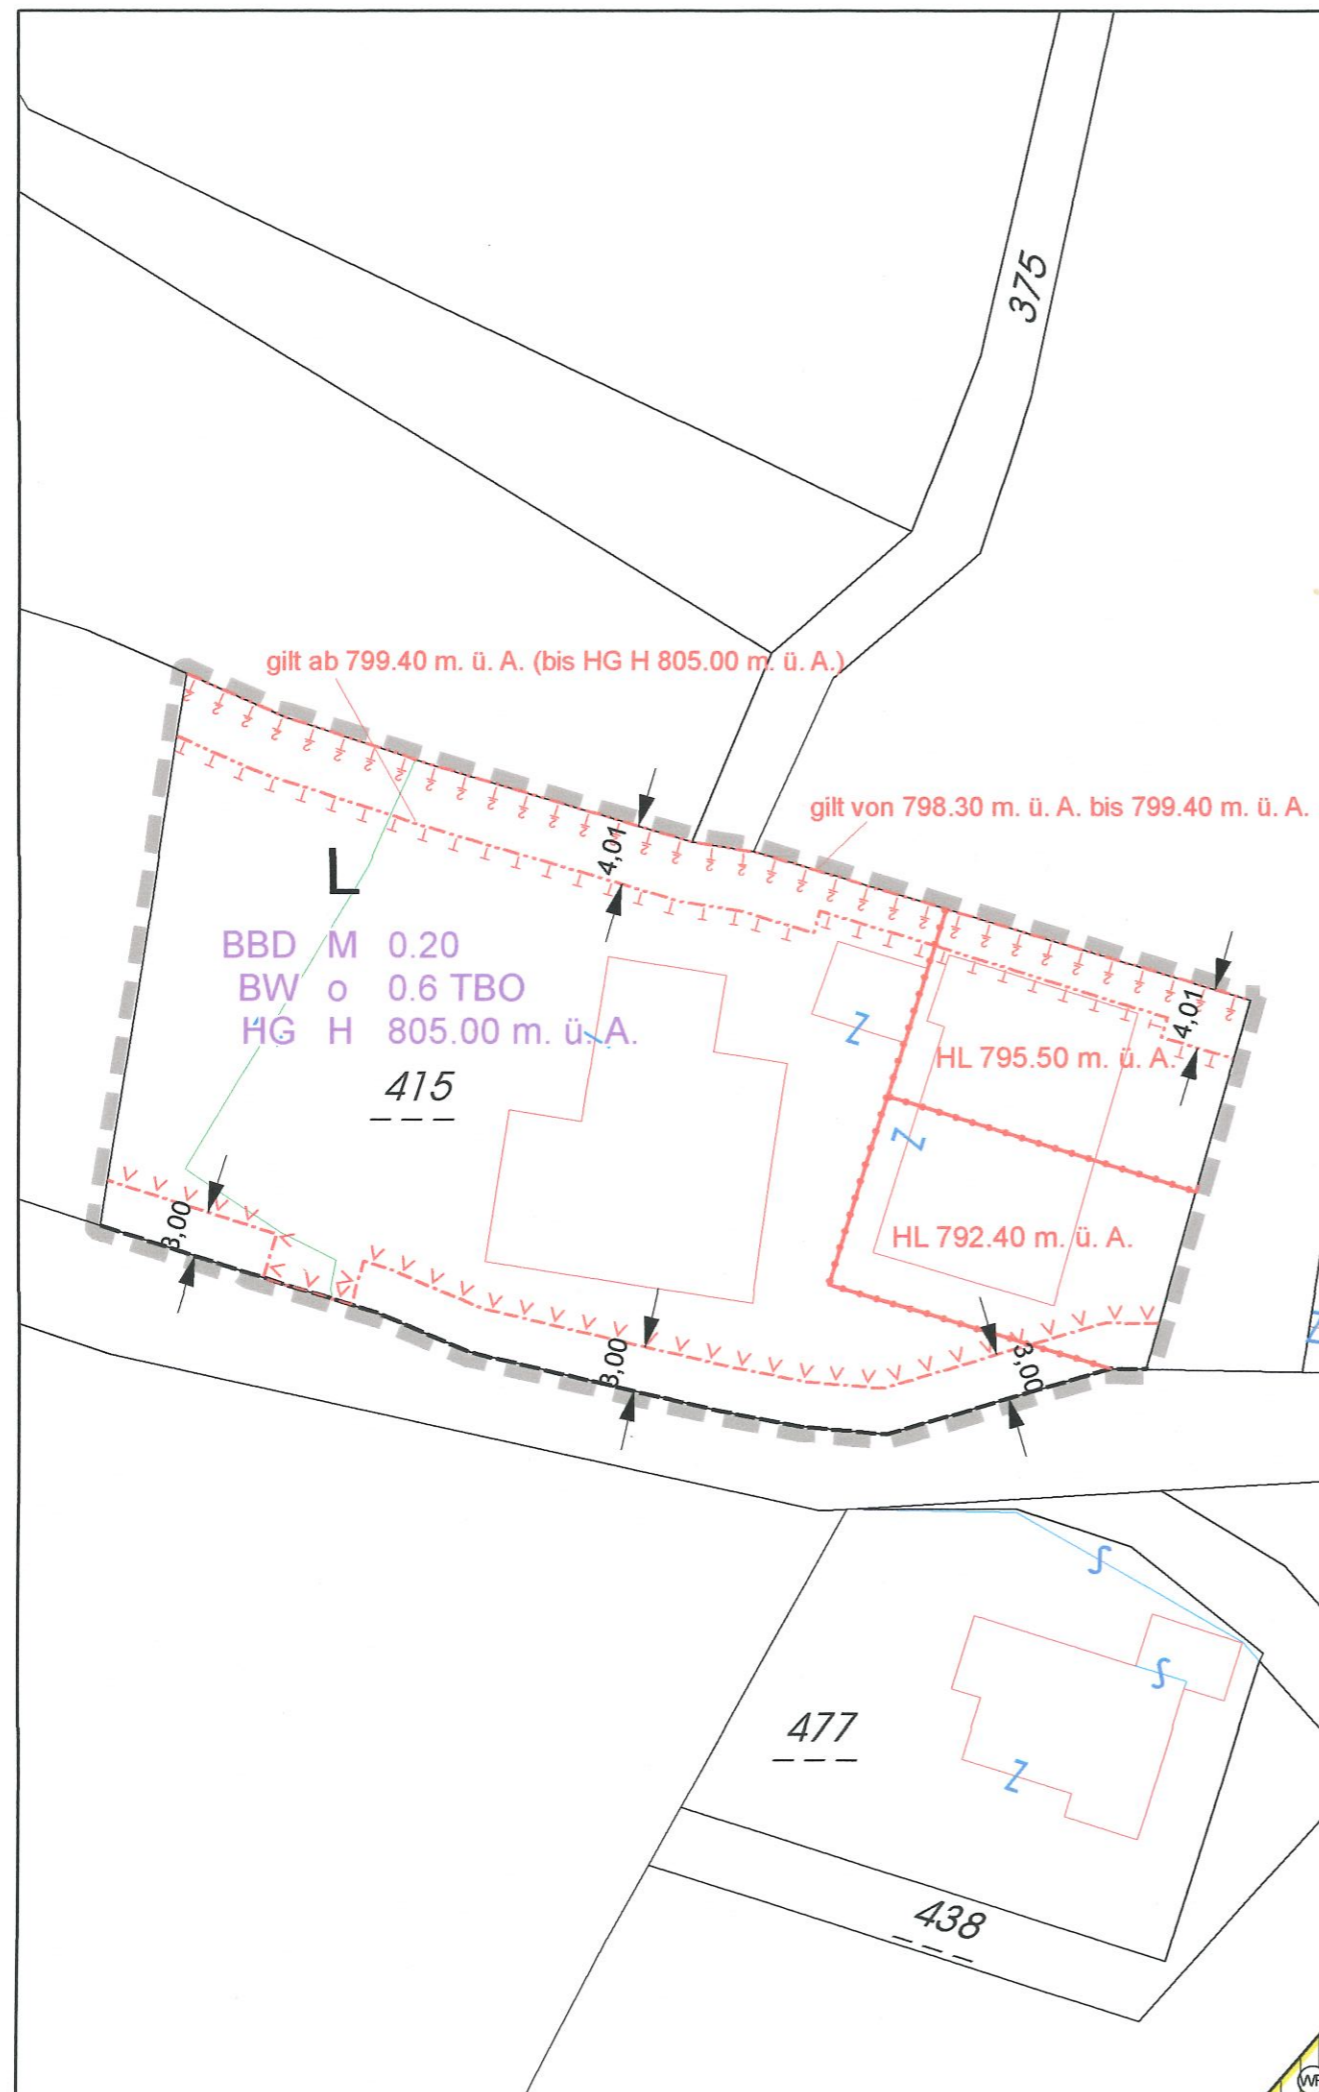 375
gilt ab 799.40 m. ü. A. (bis HG H 805.00 m. ü. A.)
gilt von 798.30 m. ü. A. bis 799.40 m. ü. A.
4,01
L
BBD M 0.20
BW o 0.6 TBO
HG H 805.00 m. ü. A.
4,01
HL 795.50 m. ü. A.
415
HL 792.40 m. ü. A.
3,00
3,00
3,00
477
438